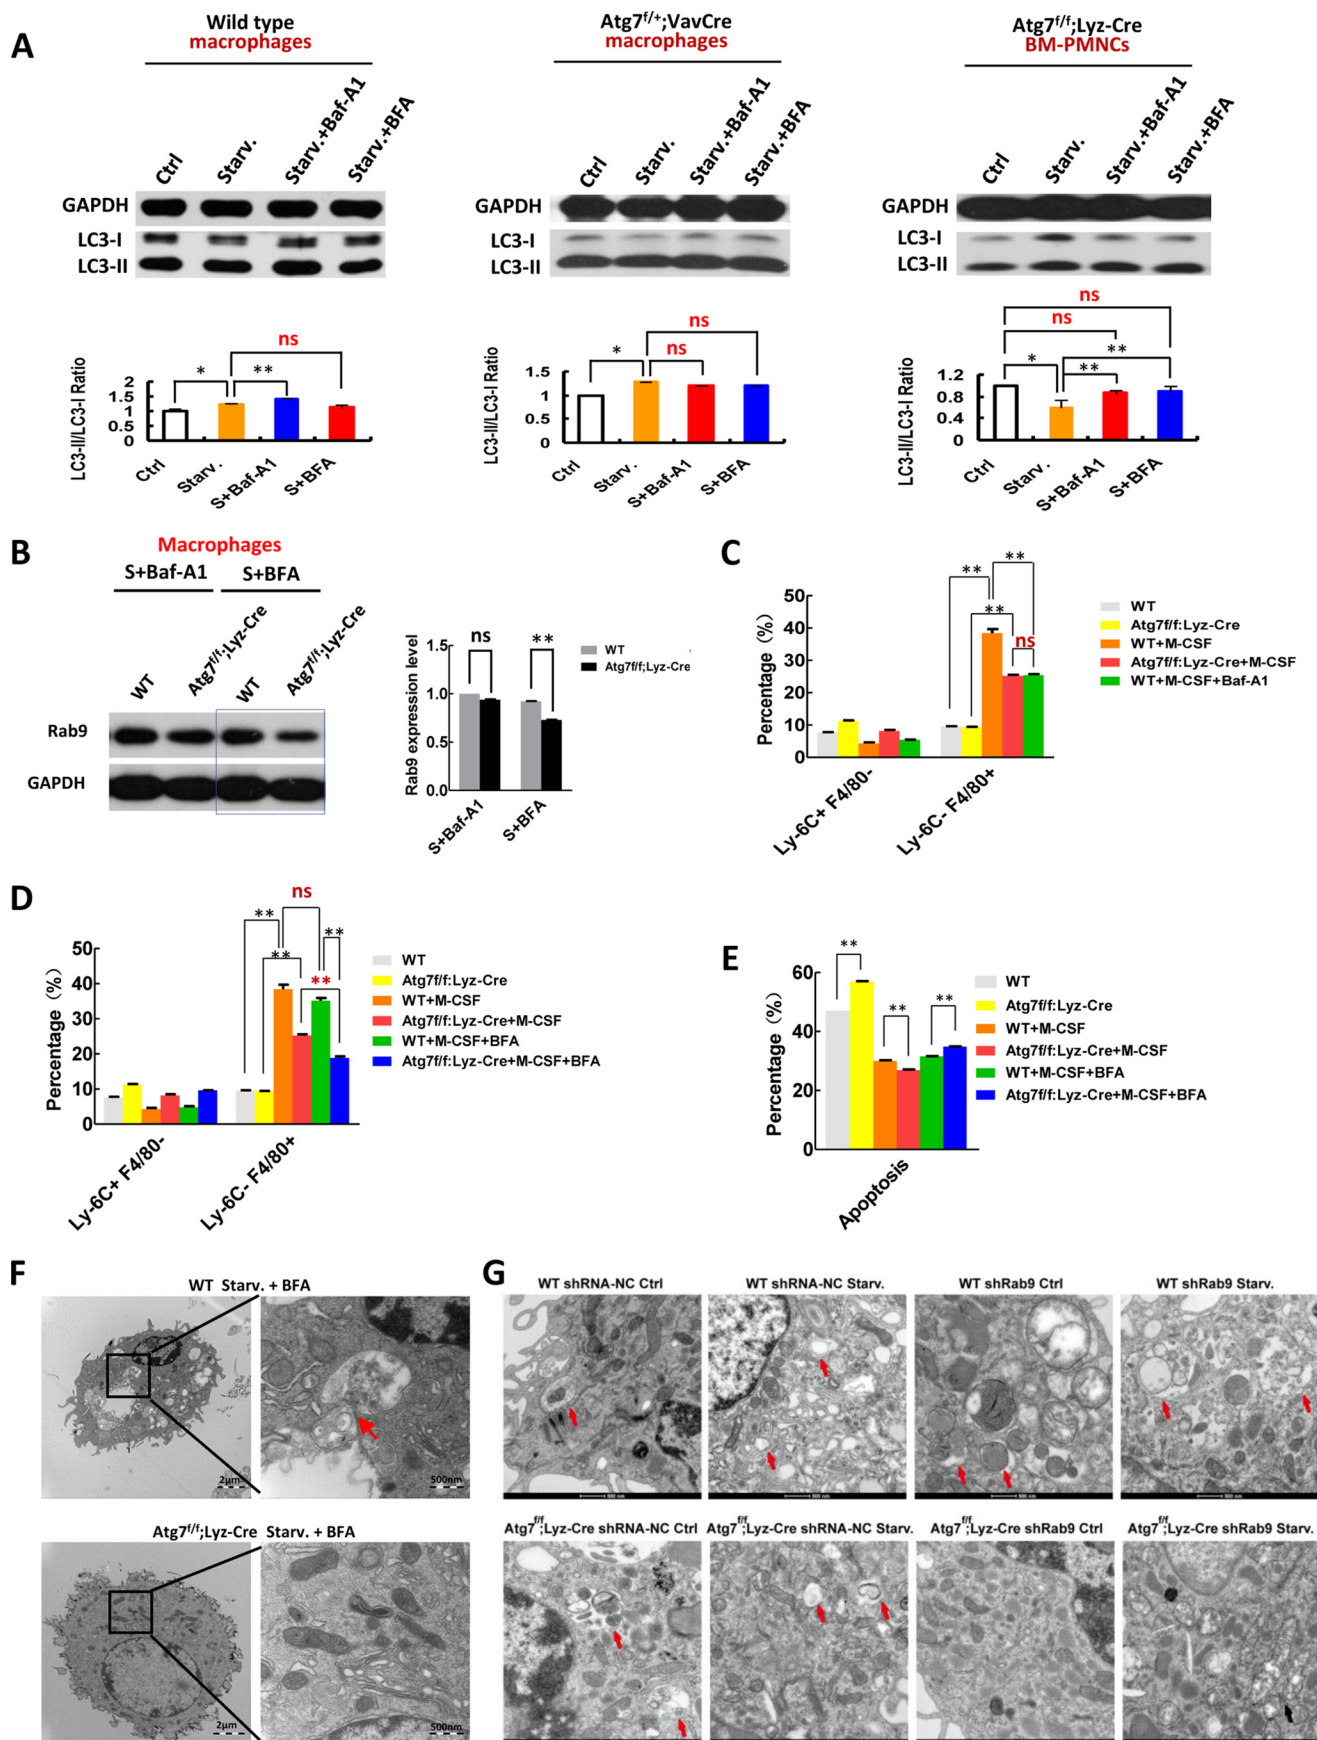 A
Wild type
macrophages
Ctrl
Starv.
Starv.+Baf-A1
Starv.+BFA
GAPDH
LC3-I
LC3-II
LC3-II/LC3-I Ratio
2
1.5
1
0.5
0
*
**
ns
Ctrl
Starv.
S+Baf-A1
S+BFA
Atg7f/+;VavCre
macrophages
Ctrl
Starv.
Starv.+Baf-A1
Starv.+BFA
GAPDH
LC3-I
LC3-II
LC3-II/LC3-I Ratio
1.5
1
0.5
0
*
ns
ns
Ctrl
Starv.
S+Baf-A1
S+BFA
Atg7f/f;Lyz-Cre
BM-PMNCs
Ctrl
Starv.
Starv.+Baf-A1
Starv.+BFA
GAPDH
LC3-I
LC3-II
LC3-II/LC3-I Ratio
1.2
0.8
0.4
0
ns
ns
*
**
**
Ctrl
Starv.
S+Baf-A1
S+BFA
B
Macrophages
S+Baf-A1 S+BFA
WT
Atg7f/f;Lyz-Cre
WT
Atg7f/f;Lyz-Cre
Rab9
GAPDH
Rab9 expression level
1.5
1.0
0.5
0.0
ns
**
WT
Atg7f/f;Lyz-Cre
S+Baf-A1
S+BFA
C
Percentage (%)
50
40
30
20
10
0
**
**
**
ns
WT
Atg7f/f:Lyz-Cre
WT+M-CSF
Atg7f/f:Lyz-Cre+M-CSF
WT+M-CSF+Baf-A1
Ly-6C+ F4/80-
Ly-6C- F4/80+
D
Percentage (%)
50
40
30
20
10
0
ns
**
**
**
**
WT
Atg7f/f:Lyz-Cre
WT+M-CSF
Atg7f/f:Lyz-Cre+M-CSF
WT+M-CSF+BFA
Atg7f/f:Lyz-Cre+M-CSF+BFA
Ly-6C+ F4/80-
Ly-6C- F4/80+
E
Percentage (%)
60
40
20
0
**
**
**
WT
Atg7f/f:Lyz-Cre
WT+M-CSF
Atg7f/f:Lyz-Cre+M-CSF
WT+M-CSF+BFA
Atg7f/f:Lyz-Cre+M-CSF+BFA
Apoptosis
F
WT Starv. + BFA
2μm
500nm
Atg7f/f;Lyz-Cre Starv. + BFA
2μm
500nm
G
WT shRNA-NC Ctrl
WT shRNA-NC Starv.
WT shRab9 Ctrl
WT shRab9 Starv.
500 nm
500 nm
500 nm
500 nm
Atg7f/f;Lyz-Cre shRNA-NC Ctrl
Atg7f/f;Lyz-Cre shRNA-NC Starv.
Atg7f/f;Lyz-Cre shRab9 Ctrl
Atg7f/f;Lyz-Cre shRab9 Starv.